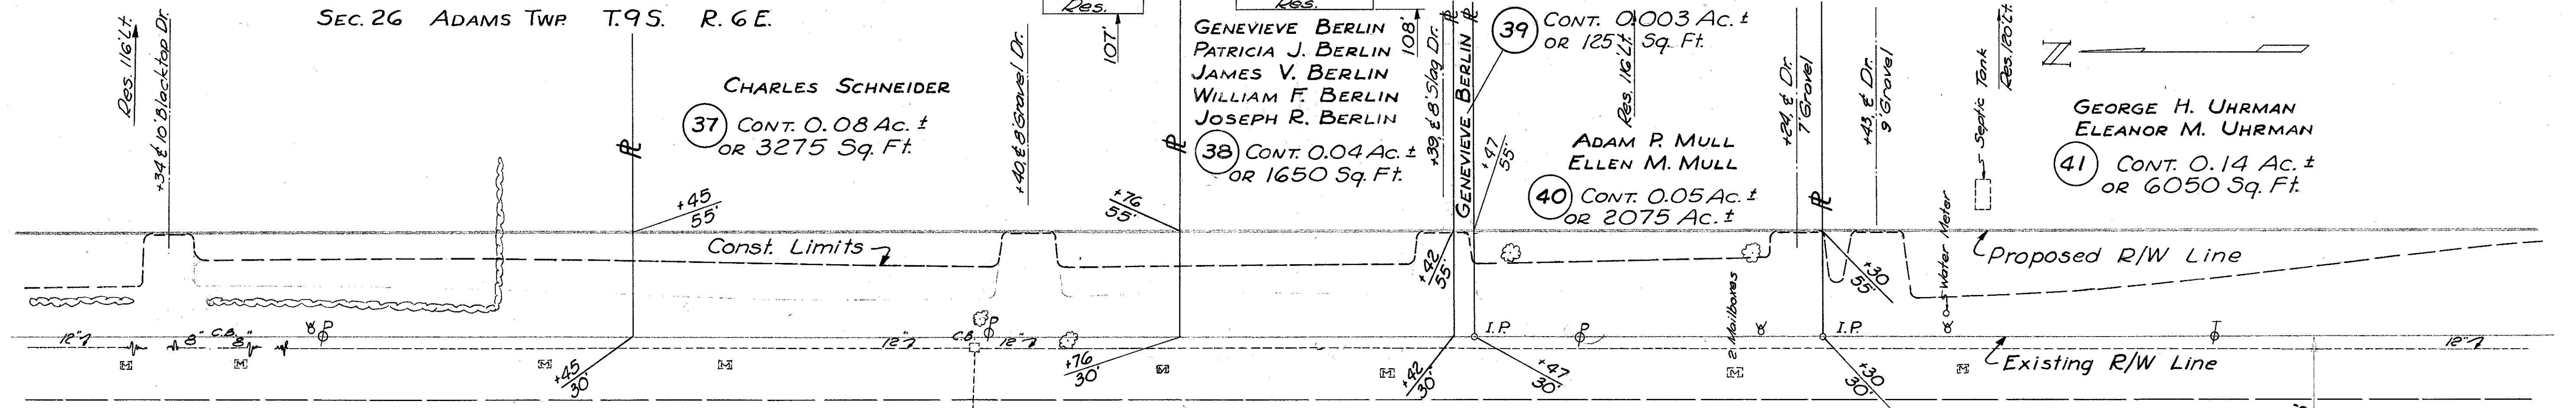 SEC. 26 ADAMS TWP. T. 9 S. R. 6 E.
Res. 116' Lt.
+34 ℄ 10' Blacktop Dr.
CHARLES SCHNEIDER
37 CONT. 0.08 Ac. ±
OR 3275 Sq. Ft.
+40, ℄ 8' Gravel Dr.
Res.
107'
Res.
108'
GENEVIEVE BERLIN
PATRICIA J. BERLIN
JAMES V. BERLIN
WILLIAM F. BERLIN
JOSEPH R. BERLIN
38 CONT. 0.04 Ac. ±
OR 1650 Sq. Ft.
+39, ℄ 8' Slag Dr.
GENEVIEVE BERLIN
39 CONT. 0.003 Ac. ±
OR 125 Sq. Ft.
Res. 116' Lt.
ADAM P. MULL
ELLEN M. MULL
40 CONT. 0.05 Ac. ±
OR 2075 Ac. ±
+24, ℄ Dr.
7' Gravel
+43, ℄ Dr.
9' Gravel
Septic Tank
Res. 120' Lt.
N
GEORGE H. UHRMAN
ELEANOR M. UHRMAN
41 CONT. 0.14 Ac. ±
OR 6050 Sq. Ft.
+45
55'
+76
55'
+42
55'
+47
55'
+30
55'
Const. Limits
Proposed R/W Line
Water Meter
2 Mailboxes
12"
8"
C.B.
8"
P
12"
C.B.
P
12"
I.P.
P
I.P.
T
12"
M
M
M
M
M
M
M
M
+45
30'
+76
30'
+42
30'
+47
30'
+30
30'
Existing R/W Line